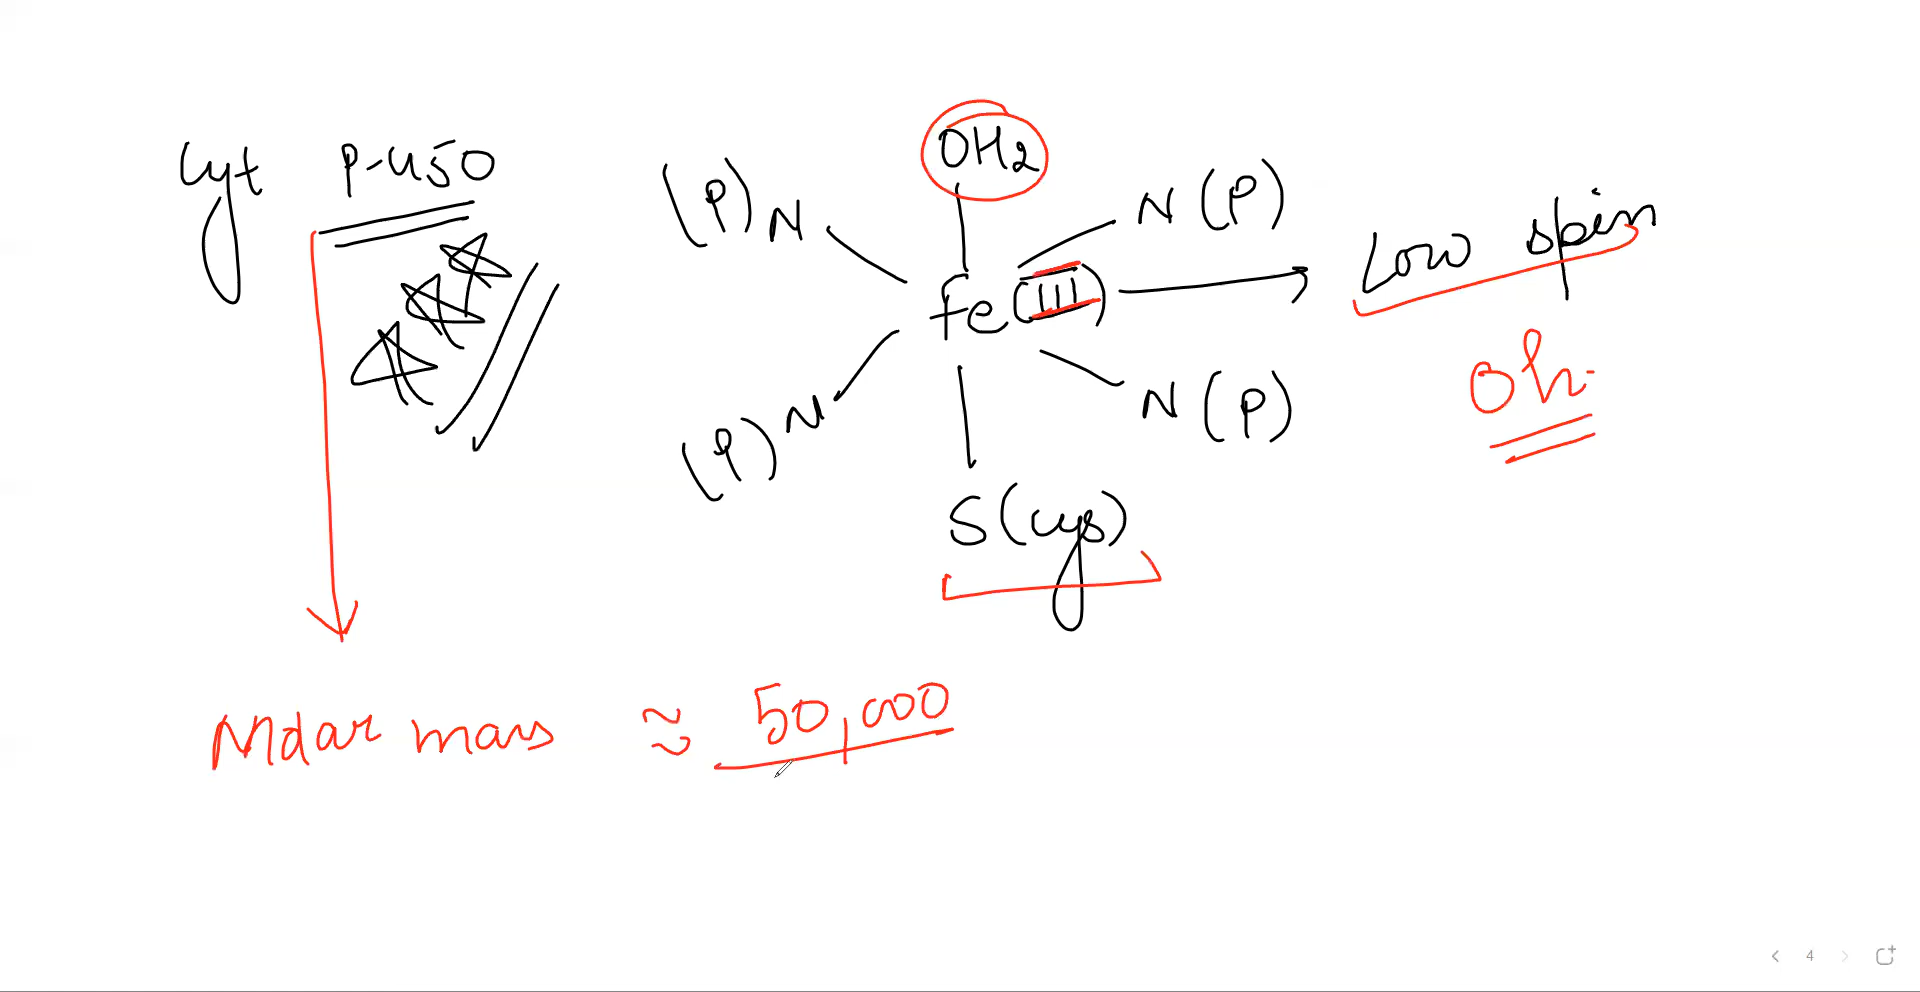 Cyt P-450
OH2
(P) N
N (P)
Fe (III)
Low spin
Oh
(P) N
N (P)
S (cys)
Molar mass ≈ 50,000
4